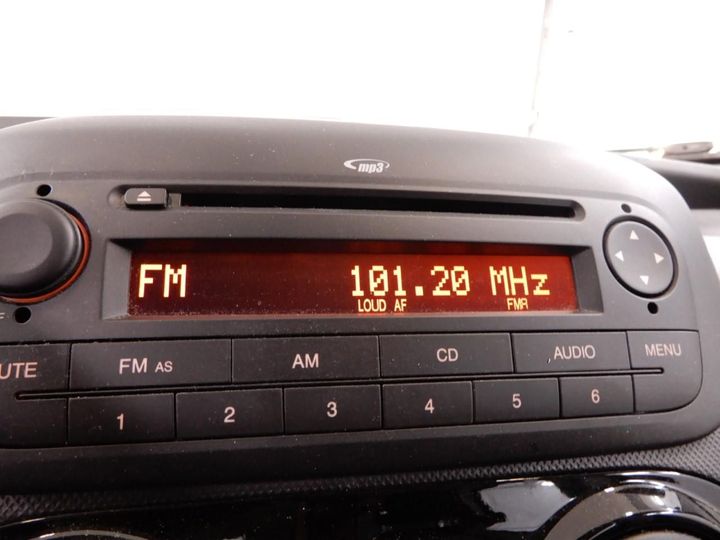 mp3
FM 101.20 MHz
LOUD AF FMR
UTE FM AS AM CD AUDIO MENU
1 2 3 4 5 6